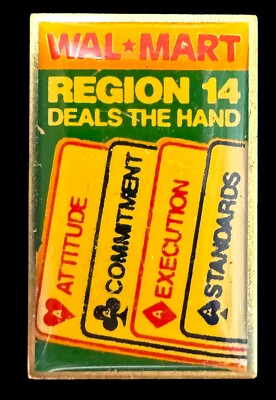 WAL★MART
REGION 14
DEALS THE HAND
A ATTITUDE
A COMMITMENT
A EXECUTION
A STANDARDS